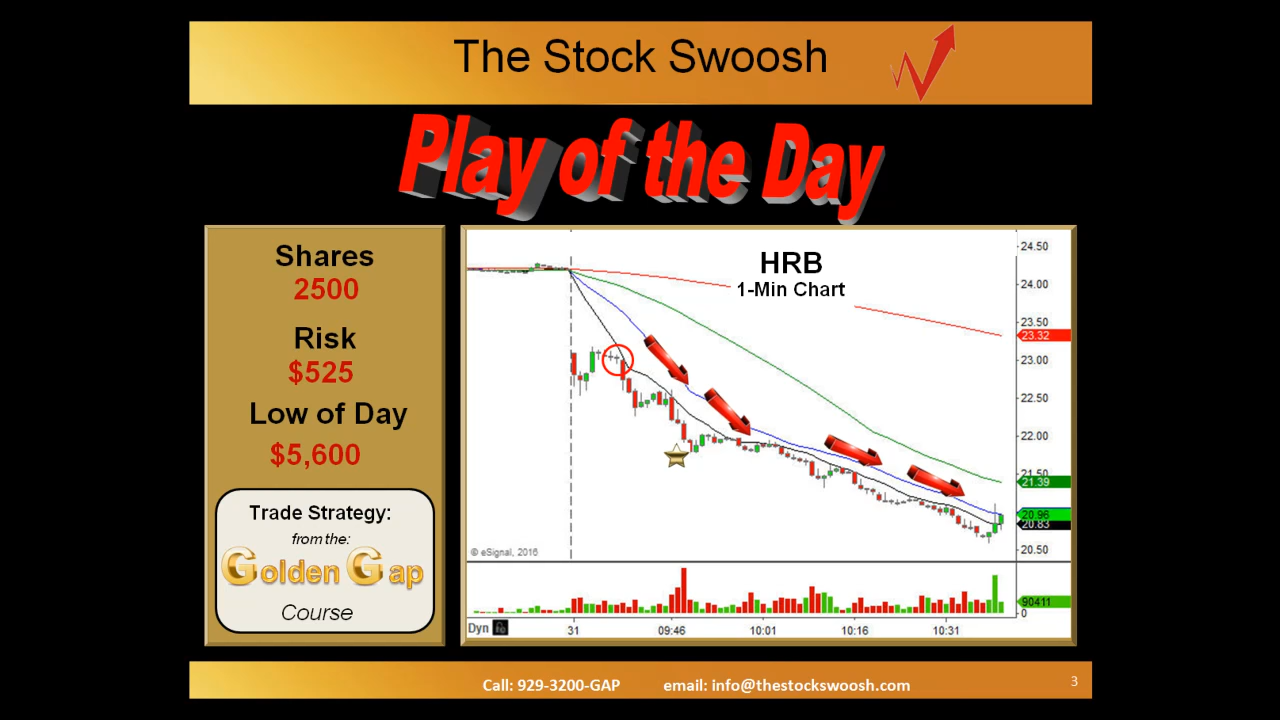 The Stock Swoosh
Play of the Day
Shares
2500
Risk
$525
Low of Day
$5,600
Trade Strategy:
from the:
Golden Gap
Course
HRB
1-Min Chart
24.50
24.00
23.50
23.32
23.00
22.50
22.00
21.50
21.39
20.96
20.83
20.50
© eSignal, 2016
90411
0
Dyn
31
09:46
10:01
10:16
10:31
Call: 929-3200-GAP
email: info@thestockswoosh.com
3